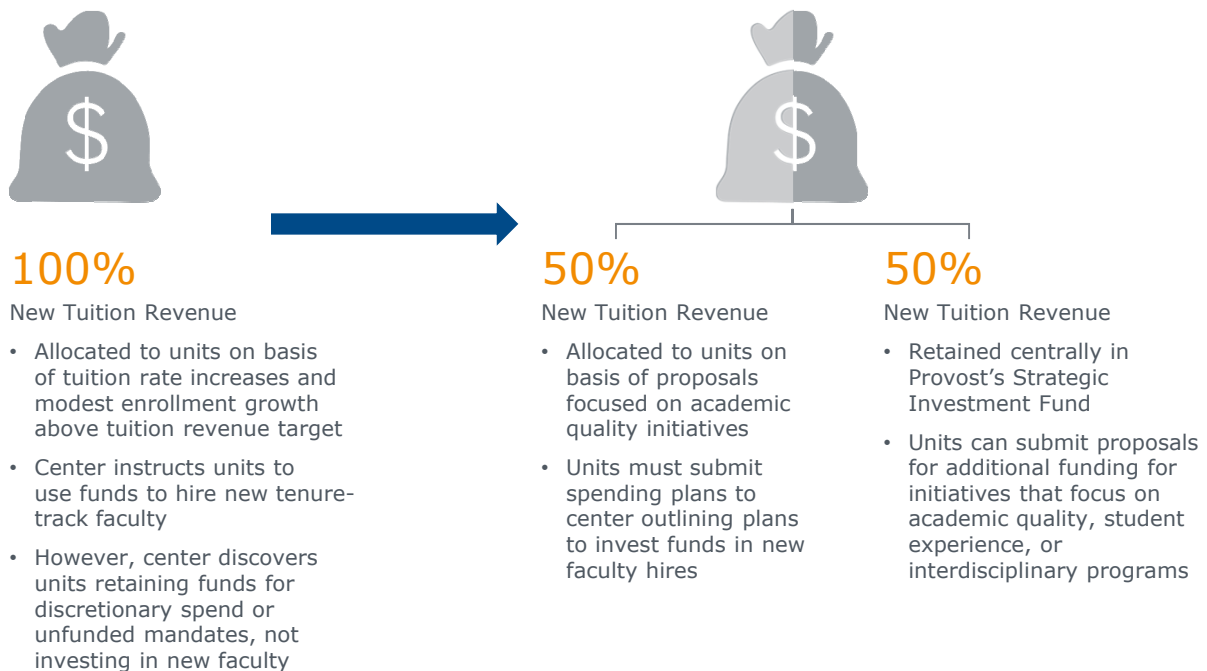 $
100%
New Tuition Revenue
• Allocated to units on basis
of tuition rate increases and
modest enrollment growth
above tuition revenue target
• Center instructs units to
use funds to hire new tenure-
track faculty
• However, center discovers
units retaining funds for
discretionary spend or
unfunded mandates, not
investing in new faculty
$
50%
New Tuition Revenue
• Allocated to units on
basis of proposals
focused on academic
quality initiatives
• Units must submit
spending plans to
center outlining plans
to invest funds in new
faculty hires
50%
New Tuition Revenue
• Retained centrally in
Provost’s Strategic
Investment Fund
• Units can submit proposals
for additional funding for
initiatives that focus on
academic quality, student
experience, or
interdisciplinary programs